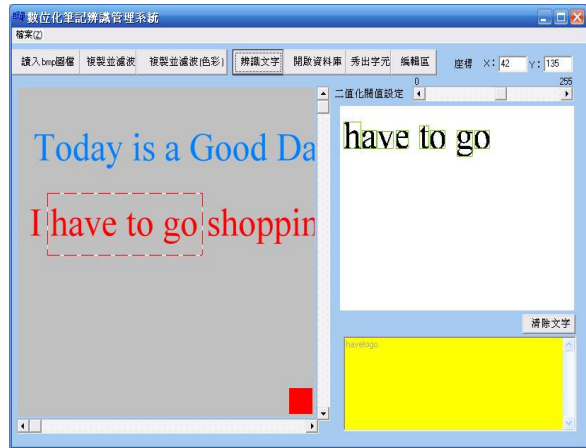 數位化筆記辨識管理系統
檔案(Z)
讀入bmp圖檔 複製並濾波 複製並濾波(色彩) 辨識文字 開啟資料庫 秀出字元 編輯區 座標 X: 42 Y: 135
0 255
二值化閥值設定
Today is a Good Da
have to go
I have to go shoppin
清除文字
havetogo